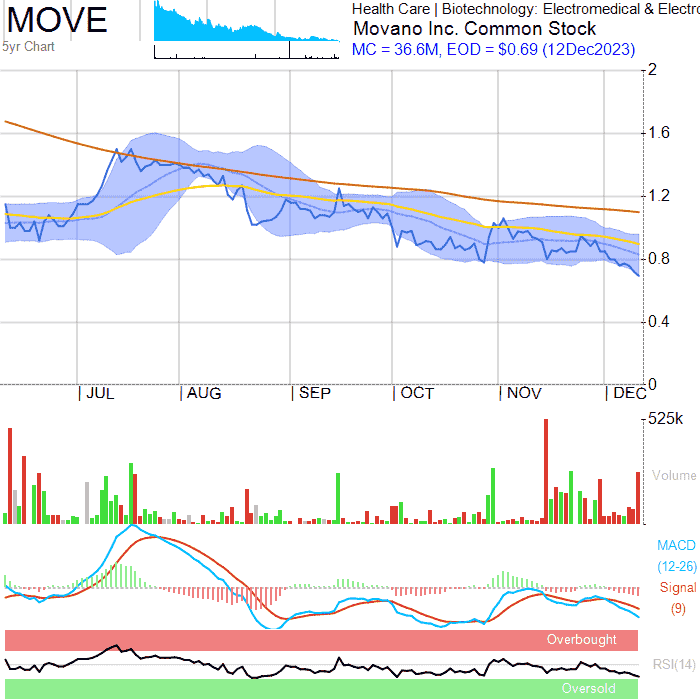 MOVE
5yr Chart
Health Care | Biotechnology: Electromedical & Electro
Movano Inc. Common Stock
MC = 36.6M, EOD = $0.69 (12Dec2023)
2
1.6
1.2
0.8
0.4
0
| JUL | AUG | SEP | OCT | NOV | DEC
525k
Volume
MACD
(12-26)
Signal
(9)
Overbought
RSI(14)
Oversold